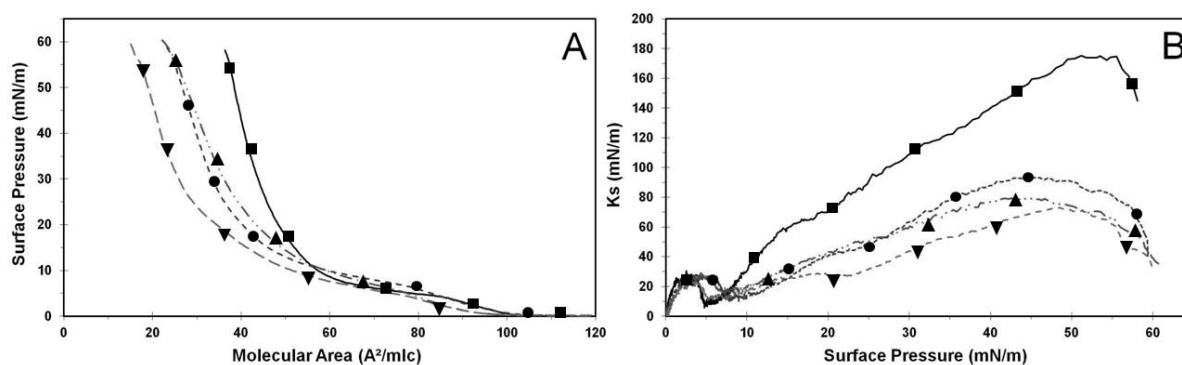 A
Surface Pressure (mN/m)
60
50
40
30
20
10
0
0 20 40 60 80 100 120
Molecular Area (A²/mlc)
B
Ks (mN/m)
200
180
160
140
120
100
80
60
40
20
0
0 10 20 30 40 50 60
Surface Pressure (mN/m)